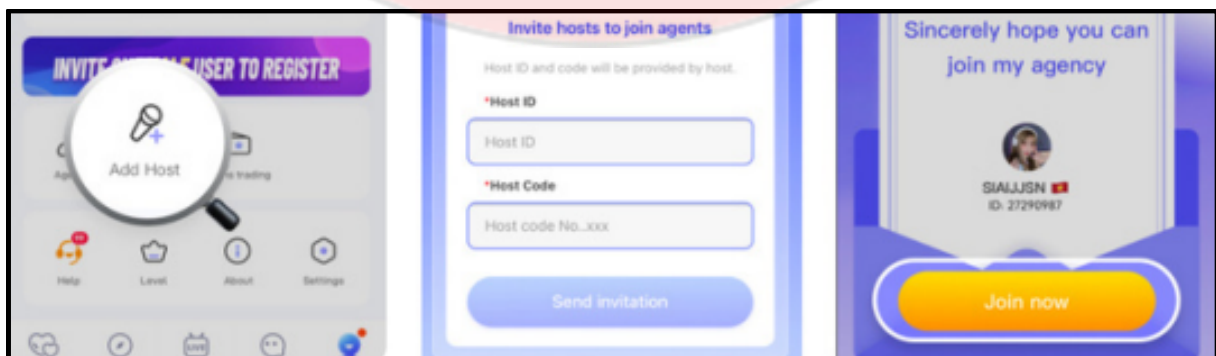 INVITE USER TO REGISTER
Add Host
trading
Help
Level
About
Settings
LIVE
Invite hosts to join agents
Host ID and code will be provided by host.
*Host ID
Host ID
*Host Code
Host code No..xxx
Send invitation
Sincerely hope you can
join my agency
SIAIJJSN
ID: 27290987
Join now